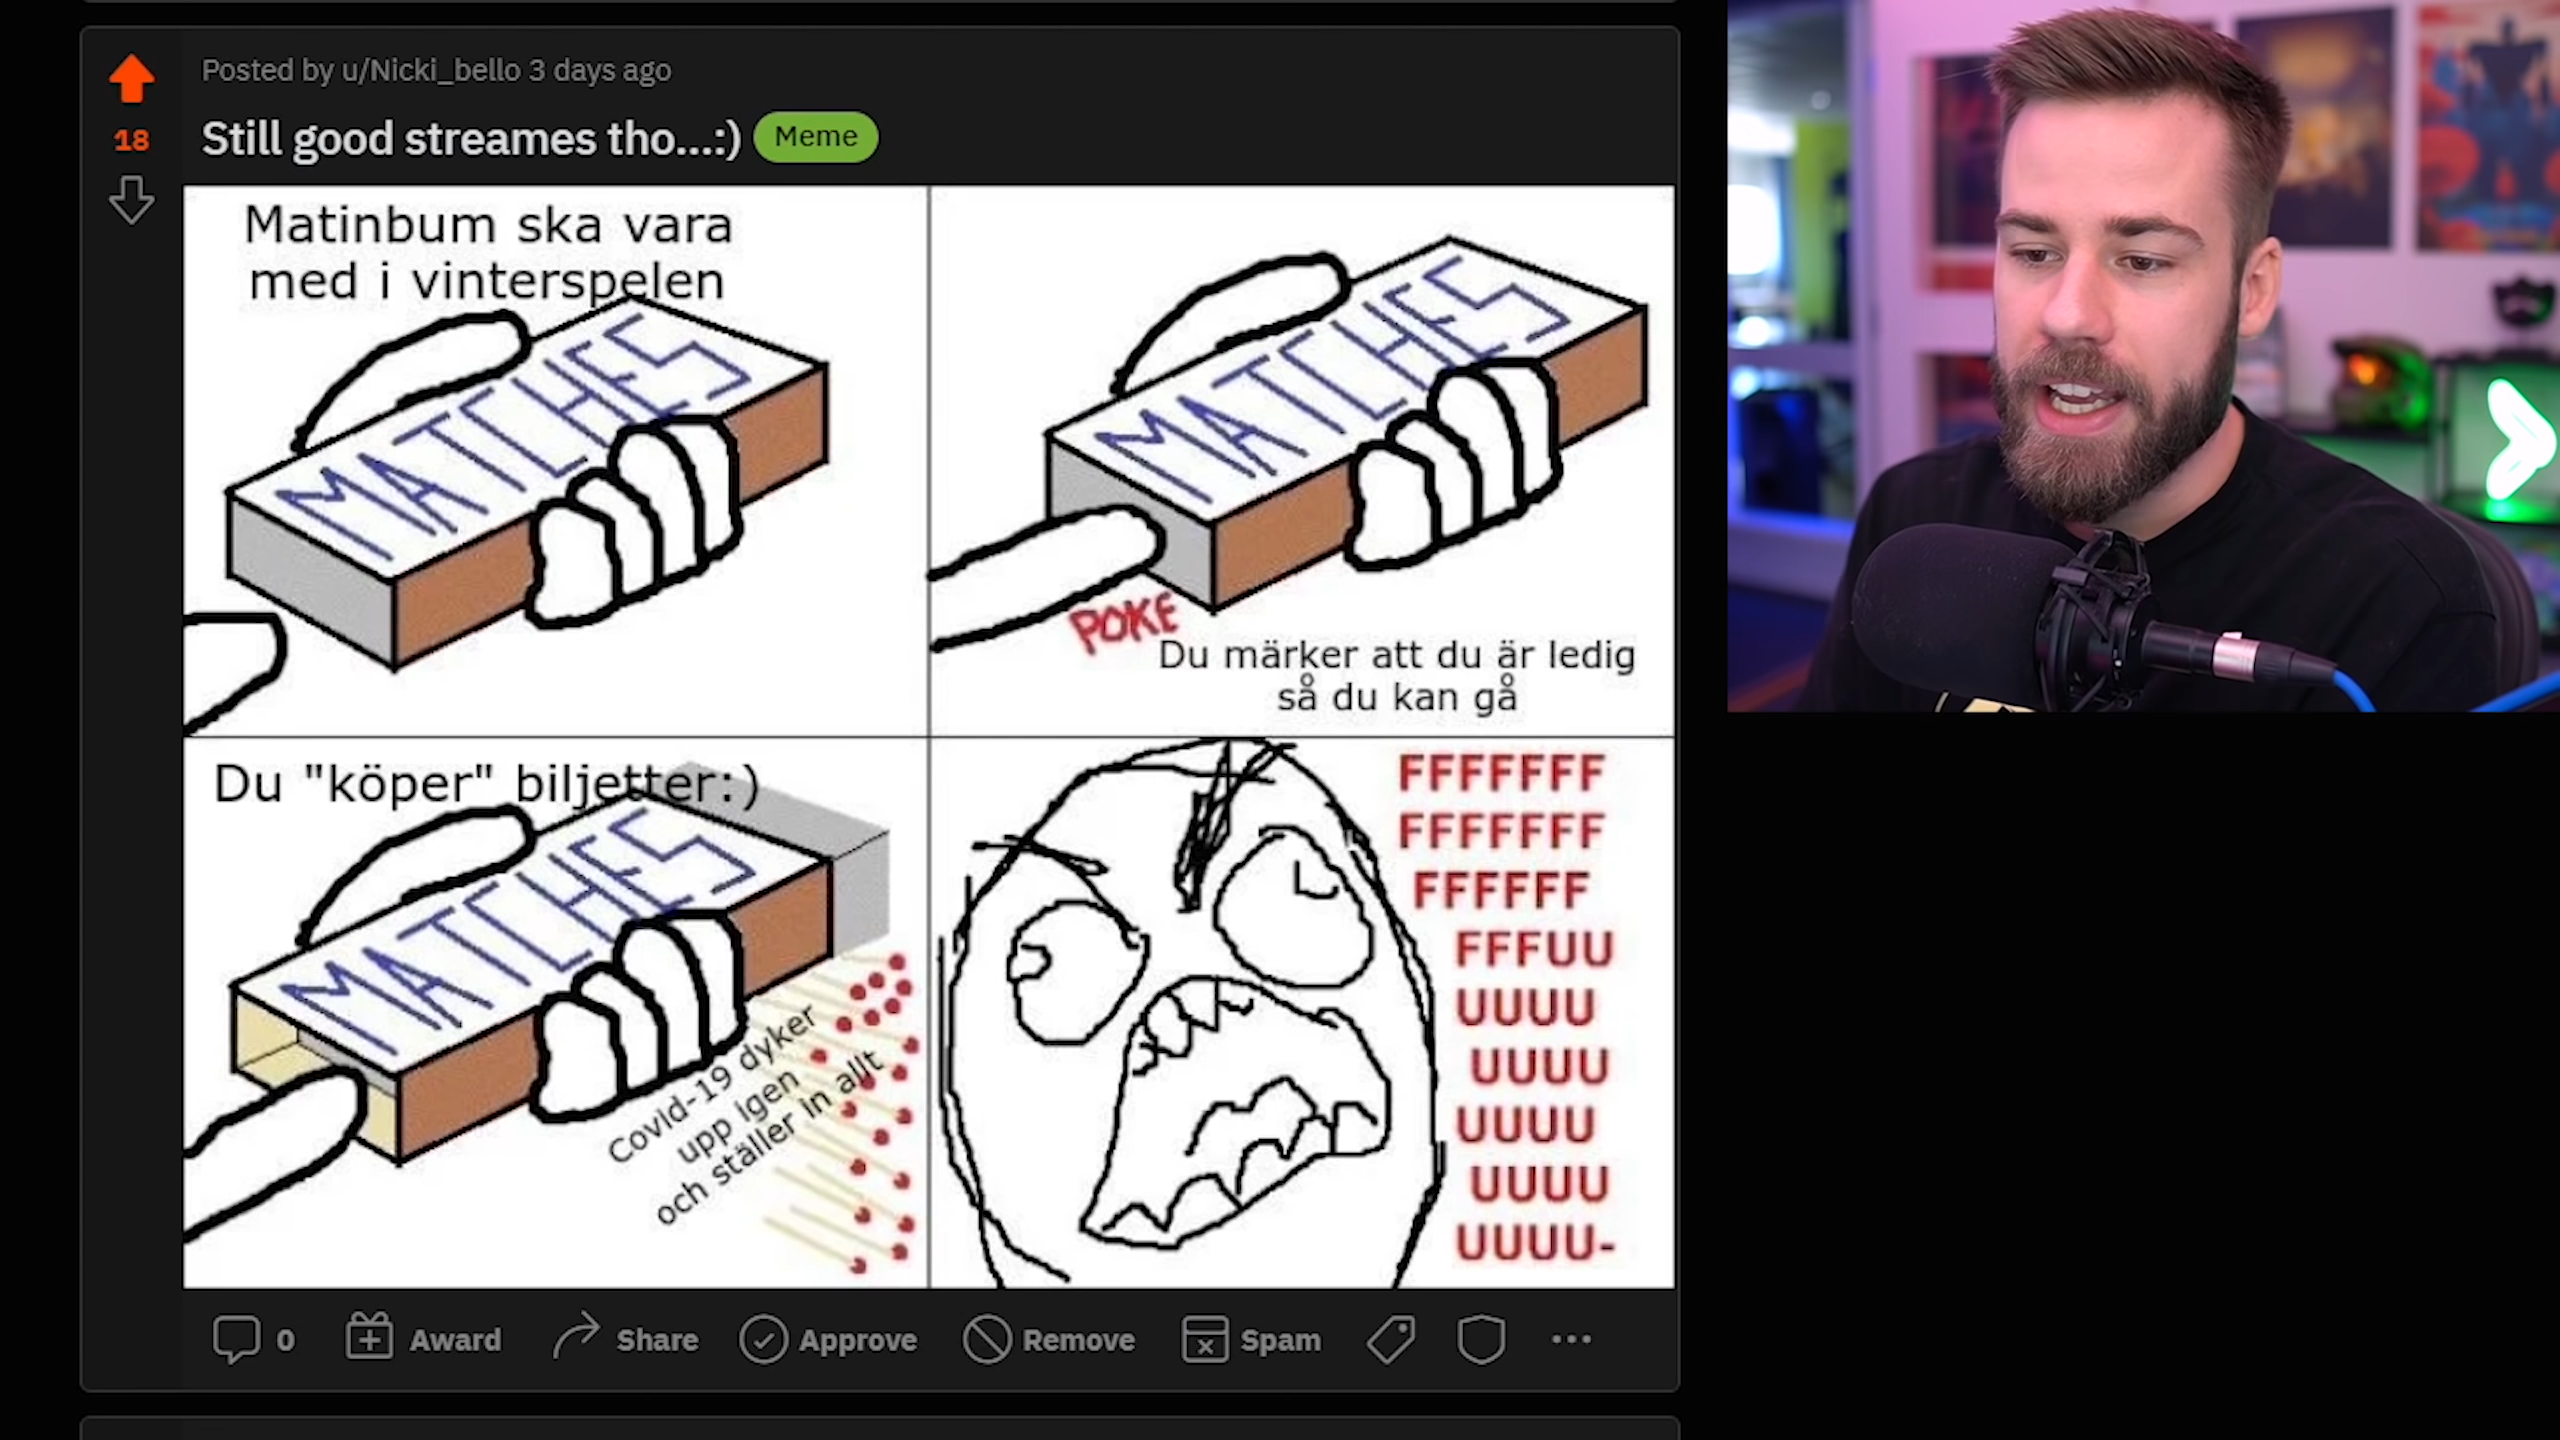 Posted by u/Nicki_bello 3 days ago
18
Still good streames tho...:) Meme
Matinbum ska vara
med i vinterspelen
MATCHES
MATCHES
POKE
Du märker att du är ledig
så du kan gå
Du "köper" biljetter:)
MATCHES
Covid-19 dyker
upp igen
och ställer in allt
FFFFFFF
FFFFFFF
FFFFFF
FFFUU
UUUU
UUUU
UUUU
UUUU
UUUU-
0 Award Share Approve Remove Spam